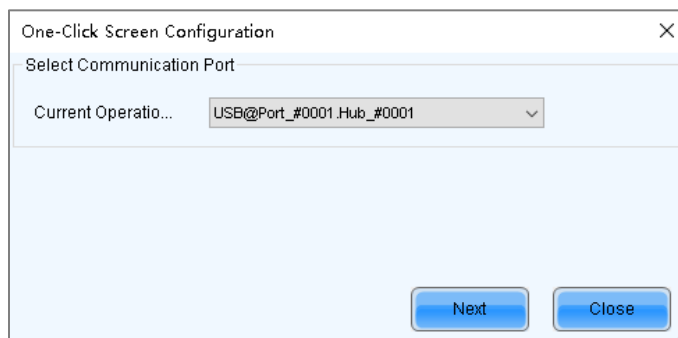 One-Click Screen Configuration
Select Communication Port
Current Operatio... USB@Port_#0001.Hub_#0001
Next Close